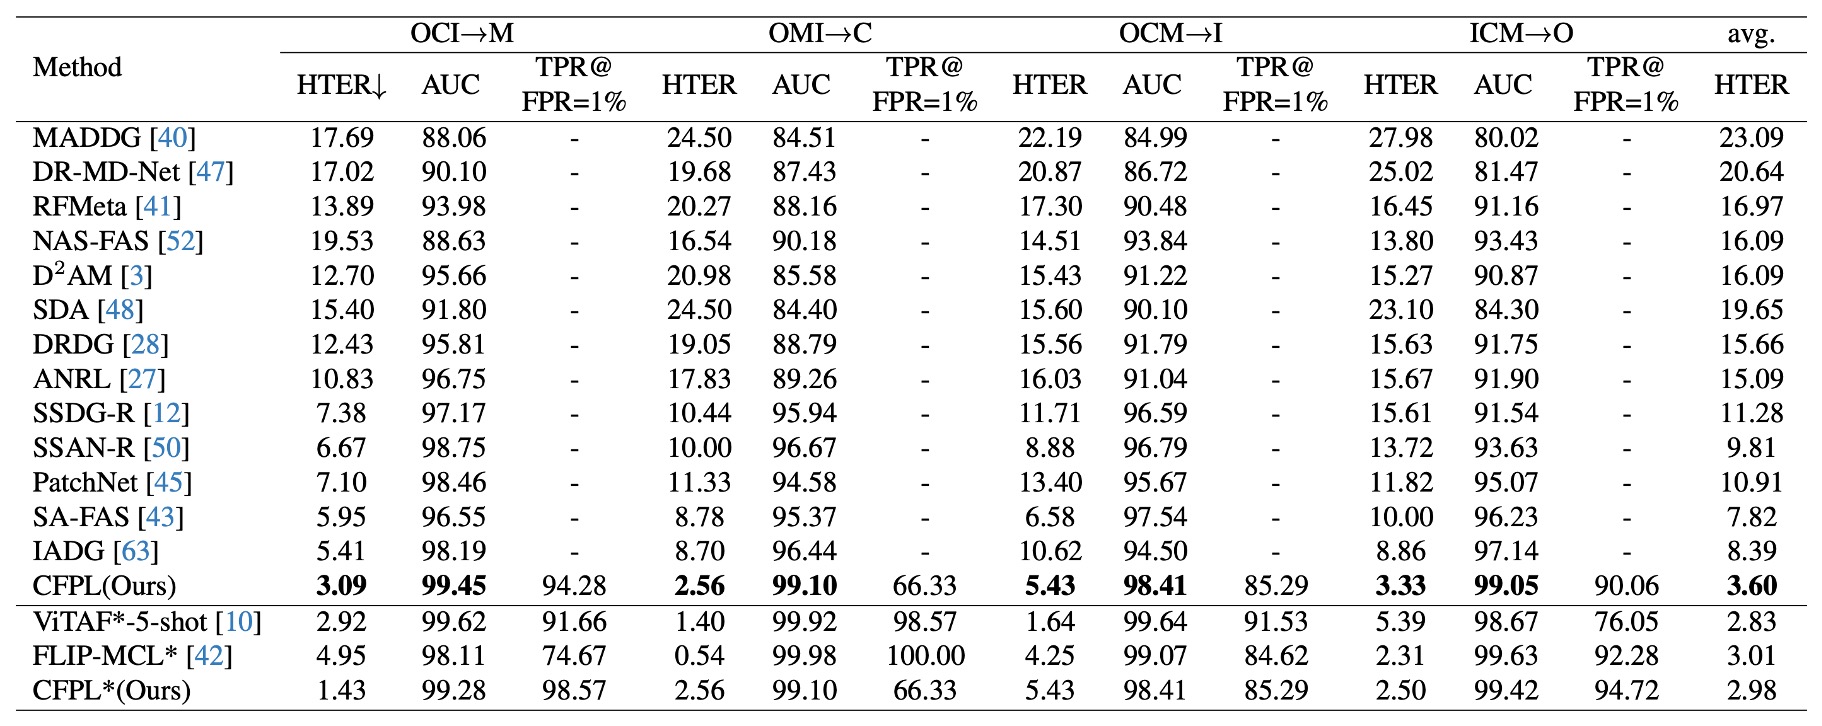 Method OCI→M OMI→C OCM→I ICM→O avg.
HTER↓ AUC TPR@ FPR=1% HTER AUC TPR@ FPR=1% HTER AUC TPR@ FPR=1% HTER AUC TPR@ FPR=1% HTER
MADDG [40] 17.69 88.06 - 24.50 84.51 - 22.19 84.99 - 27.98 80.02 - 23.09
DR-MD-Net [47] 17.02 90.10 - 19.68 87.43 - 20.87 86.72 - 25.02 81.47 - 20.64
RFMeta [41] 13.89 93.98 - 20.27 88.16 - 17.30 90.48 - 16.45 91.16 - 16.97
NAS-FAS [52] 19.53 88.63 - 16.54 90.18 - 14.51 93.84 - 13.80 93.43 - 16.09
D²AM [3] 12.70 95.66 - 20.98 85.58 - 15.43 91.22 - 15.27 90.87 - 16.09
SDA [48] 15.40 91.80 - 24.50 84.40 - 15.60 90.10 - 23.10 84.30 - 19.65
DRDG [28] 12.43 95.81 - 19.05 88.79 - 15.56 91.79 - 15.63 91.75 - 15.66
ANRL [27] 10.83 96.75 - 17.83 89.26 - 16.03 91.04 - 15.67 91.90 - 15.09
SSDG-R [12] 7.38 97.17 - 10.44 95.94 - 11.71 96.59 - 15.61 91.54 - 11.28
SSAN-R [50] 6.67 98.75 - 10.00 96.67 - 8.88 96.79 - 13.72 93.63 - 9.81
PatchNet [45] 7.10 98.46 - 11.33 94.58 - 13.40 95.67 - 11.82 95.07 - 10.91
SA-FAS [43] 5.95 96.55 - 8.78 95.37 - 6.58 97.54 - 10.00 96.23 - 7.82
IADG [63] 5.41 98.19 - 8.70 96.44 - 10.62 94.50 - 8.86 97.14 - 8.39
CFPL(Ours) 3.09 99.45 94.28 2.56 99.10 66.33 5.43 98.41 85.29 3.33 99.05 90.06 3.60
ViTAF*-5-shot [10] 2.92 99.62 91.66 1.40 99.92 98.57 1.64 99.64 91.53 5.39 98.67 76.05 2.83
FLIP-MCL* [42] 4.95 98.11 74.67 0.54 99.98 100.00 4.25 99.07 84.62 2.31 99.63 92.28 3.01
CFPL*(Ours) 1.43 99.28 98.57 2.56 99.10 66.33 5.43 98.41 85.29 2.50 99.42 94.72 2.98